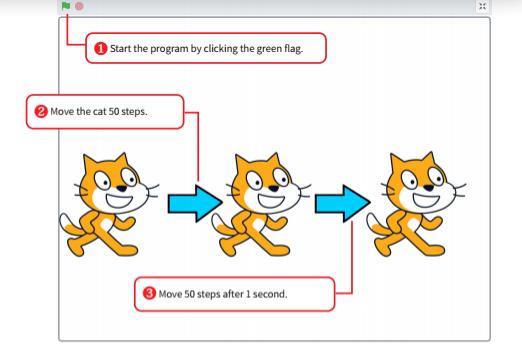 1 Start the program by clicking the green flag.
2 Move the cat 50 steps.
3 Move 50 steps after 1 second.